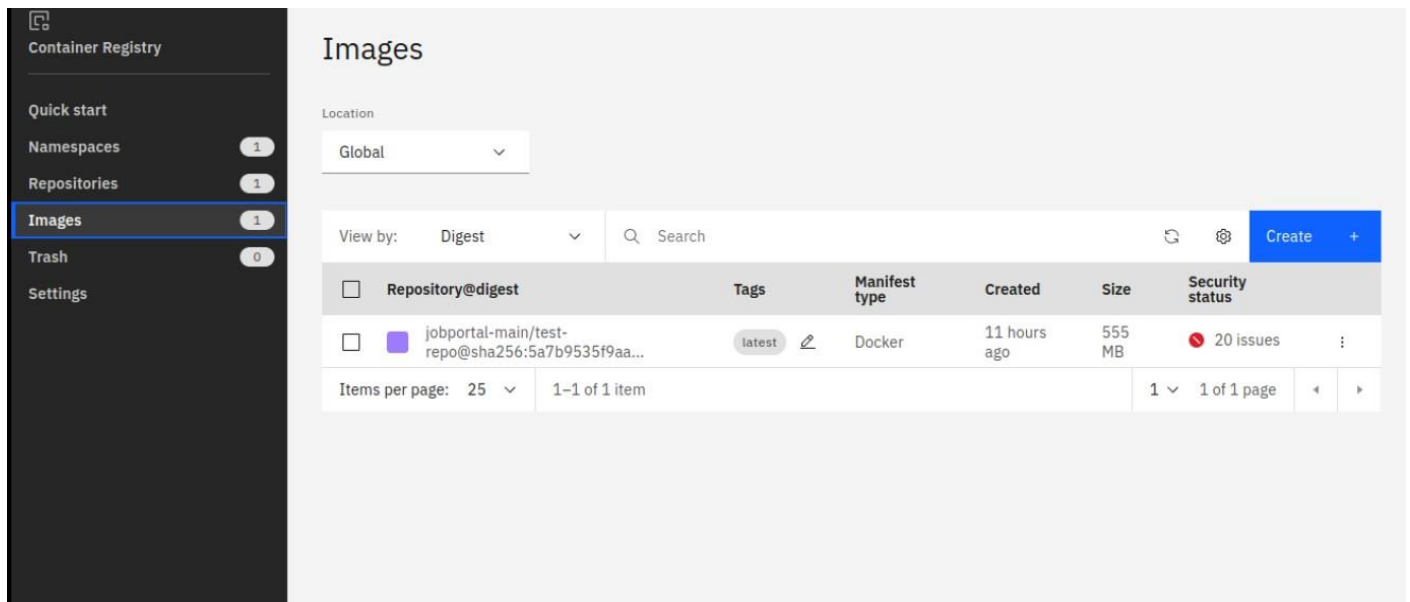 Container Registry
Quick start
Namespaces 1
Repositories 1
Images 1
Trash 0
Settings
Images
Location
Global
View by: Digest Search Create +
Repository@digest Tags Manifest type Created Size Security status
jobportal-main/test-
repo@sha256:5a7b9535f9aa...
latest Docker 11 hours ago 555 MB 20 issues
Items per page: 25 1–1 of 1 item 1 1 of 1 page